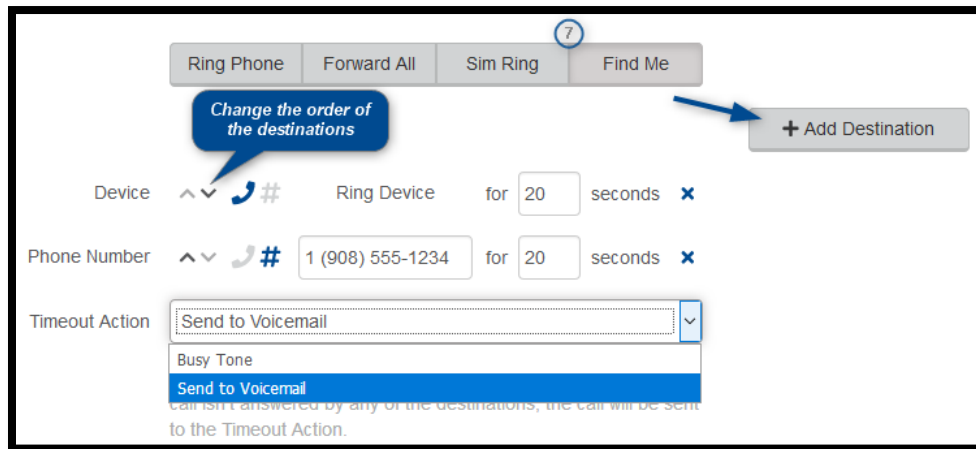 7
Ring Phone Forward All Sim Ring Find Me
Change the order of
the destinations
+ Add Destination
Device # Ring Device for 20 seconds ×
Phone Number # 1 (908) 555-1234 for 20 seconds ×
Timeout Action Send to Voicemail
Busy Tone
Send to Voicemail
call isn't answered by any of the destinations, the call will be sent
to the Timeout Action.